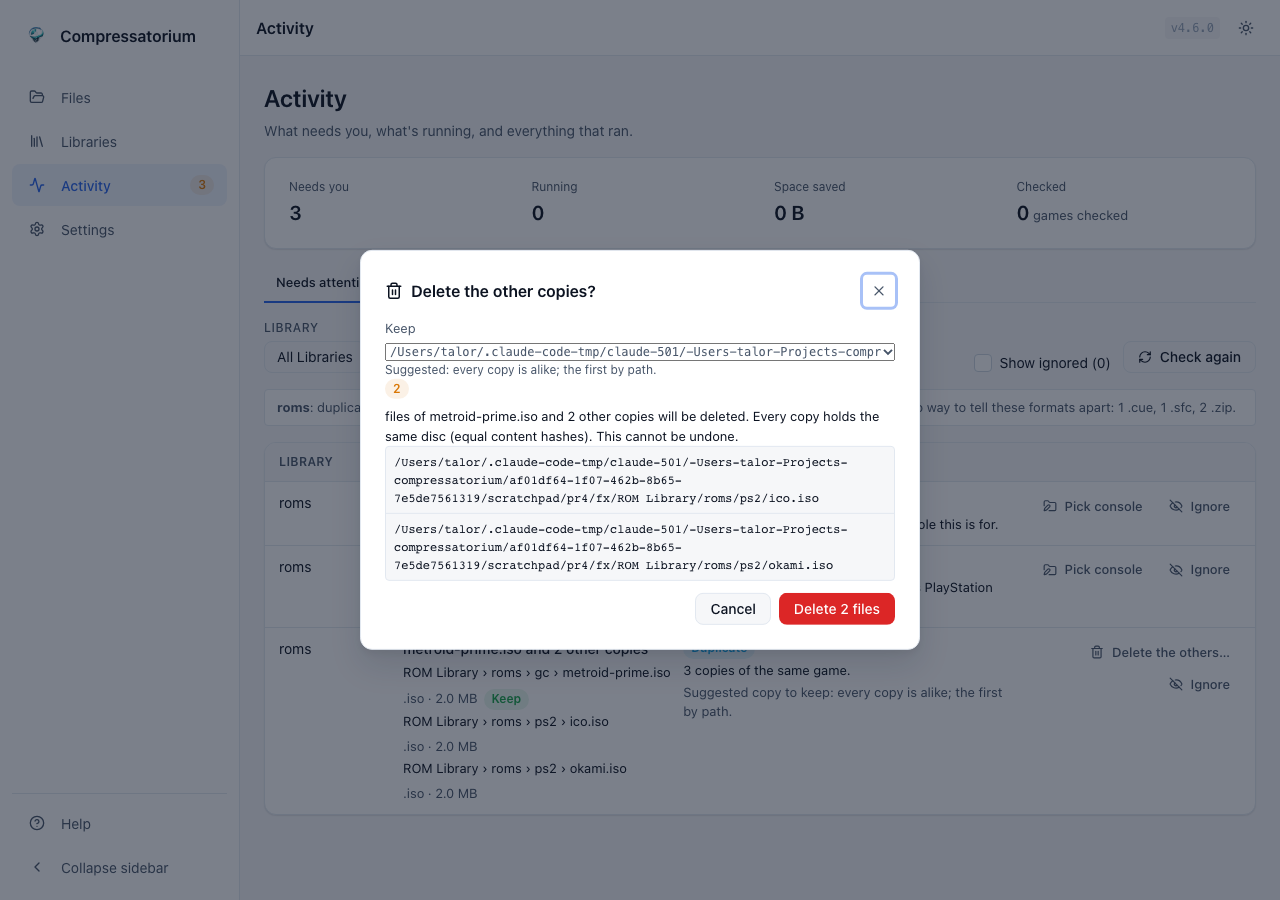 Compressatorium
Files
Libraries
Activity
3
Settings
Help
Collapse sidebar
Activity
v4.6.0
Activity
What needs you, what's running, and everything that ran.
Needs you
3
Running
0
Space saved
0 B
Checked
0 games checked
Needs attenti
LIBRARY
All Libraries
Show ignored (0)
Check again
roms: duplica
way to tell these formats apart: 1 .cue, 1 .sfc, 2 .zip.
LIBRARY
roms
this is for.
Pick console
Ignore
roms
PlayStation
Pick console
Ignore
roms
metroid-prime.iso and 2 other copies
ROM Library › roms › gc › metroid-prime.iso
.iso · 2.0 MB Keep
ROM Library › roms › ps2 › ico.iso
.iso · 2.0 MB
ROM Library › roms › ps2 › okami.iso
.iso · 2.0 MB
Duplicate
3 copies of the same game.
Suggested copy to keep: every copy is alike; the first
by path.
Delete the others...
Ignore
Delete the other copies?
Keep
/Users/talor/.claude-code-tmp/claude-501/-Users-talor-Projects-compr
Suggested: every copy is alike; the first by path.
2
files of metroid-prime.iso and 2 other copies will be deleted. Every copy holds the
same disc (equal content hashes). This cannot be undone.
/Users/talor/.claude-code-tmp/claude-501/-Users-talor-Projects-
compressatorium/af01df64-1f07-462b-8b65-
7e5de7561319/scratchpad/pr4/fx/ROM Library/roms/ps2/ico.iso
/Users/talor/.claude-code-tmp/claude-501/-Users-talor-Projects-
compressatorium/af01df64-1f07-462b-8b65-
7e5de7561319/scratchpad/pr4/fx/ROM Library/roms/ps2/okami.iso
Cancel
Delete 2 files